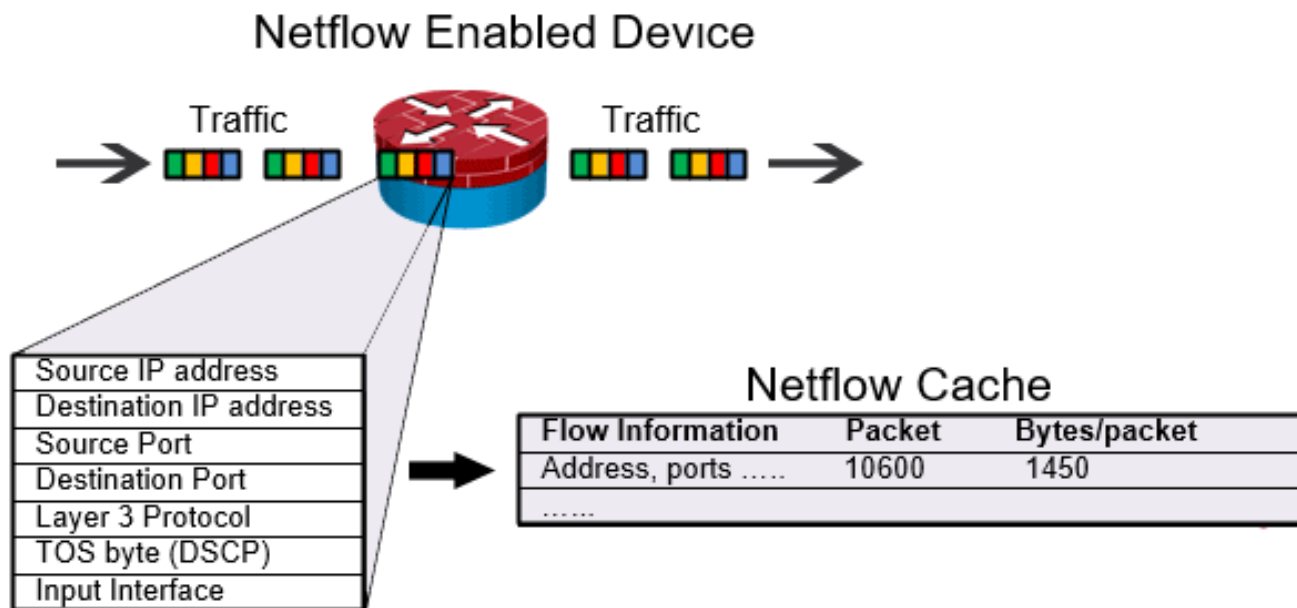 Netflow Enabled Device
Traffic
Traffic
Source IP address
Destination IP address
Source Port
Destination Port
Layer 3 Protocol
TOS byte (DSCP)
Input Interface
Netflow Cache
Flow Information Packet Bytes/packet
Address, ports ….. 10600 1450
……